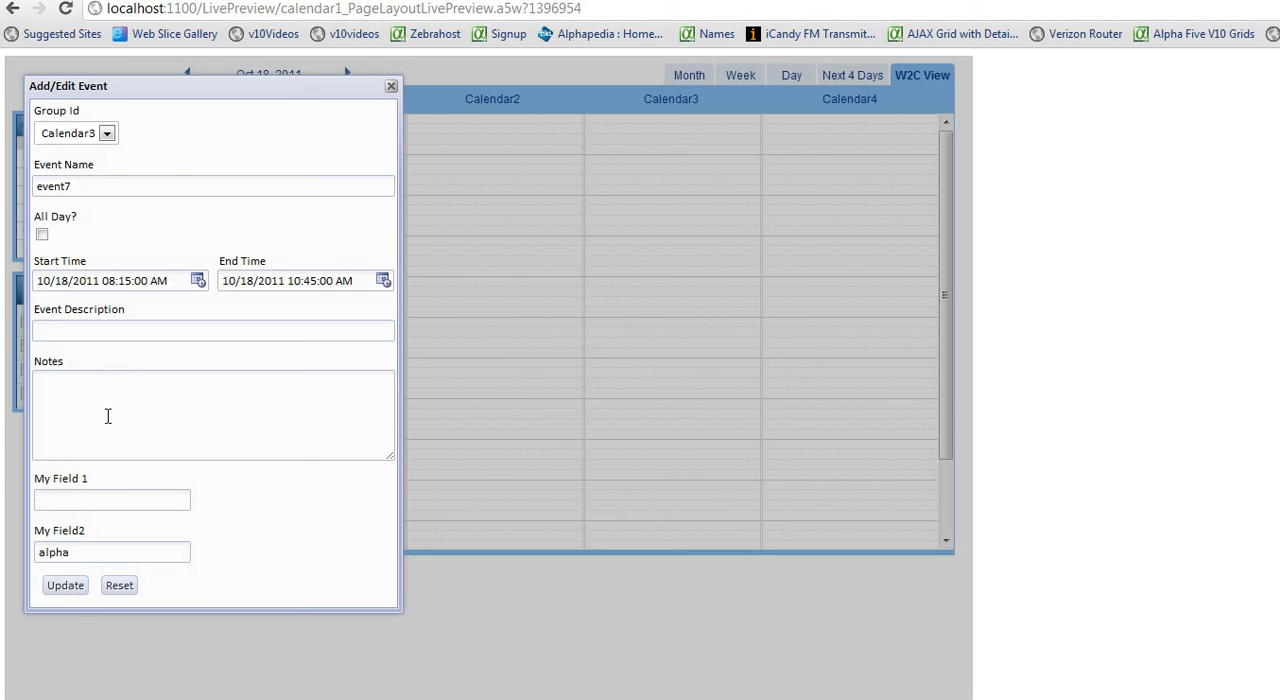 localhost:1100/LivePreview/calendar1_PageLayoutLivePreview.a5w?1396954
Suggested Sites Web Slice Gallery v10Videos v10videos Zebrahost Signup Alphapedia : Home... Names iCandy FM Transmit... AJAX Grid with Detai... Verizon Router Alpha Five V10 Grids
Oct 18, 2011 Month Week Day Next 4 Days W2C View
Add/Edit Event
Calendar2 Calendar3 Calendar4
Group Id
Calendar3
Event Name
event7
All Day?
Start Time End Time
10/18/2011 08:15:00 AM 10/18/2011 10:45:00 AM
Event Description
Notes
My Field 1
My Field2
alpha
Update Reset